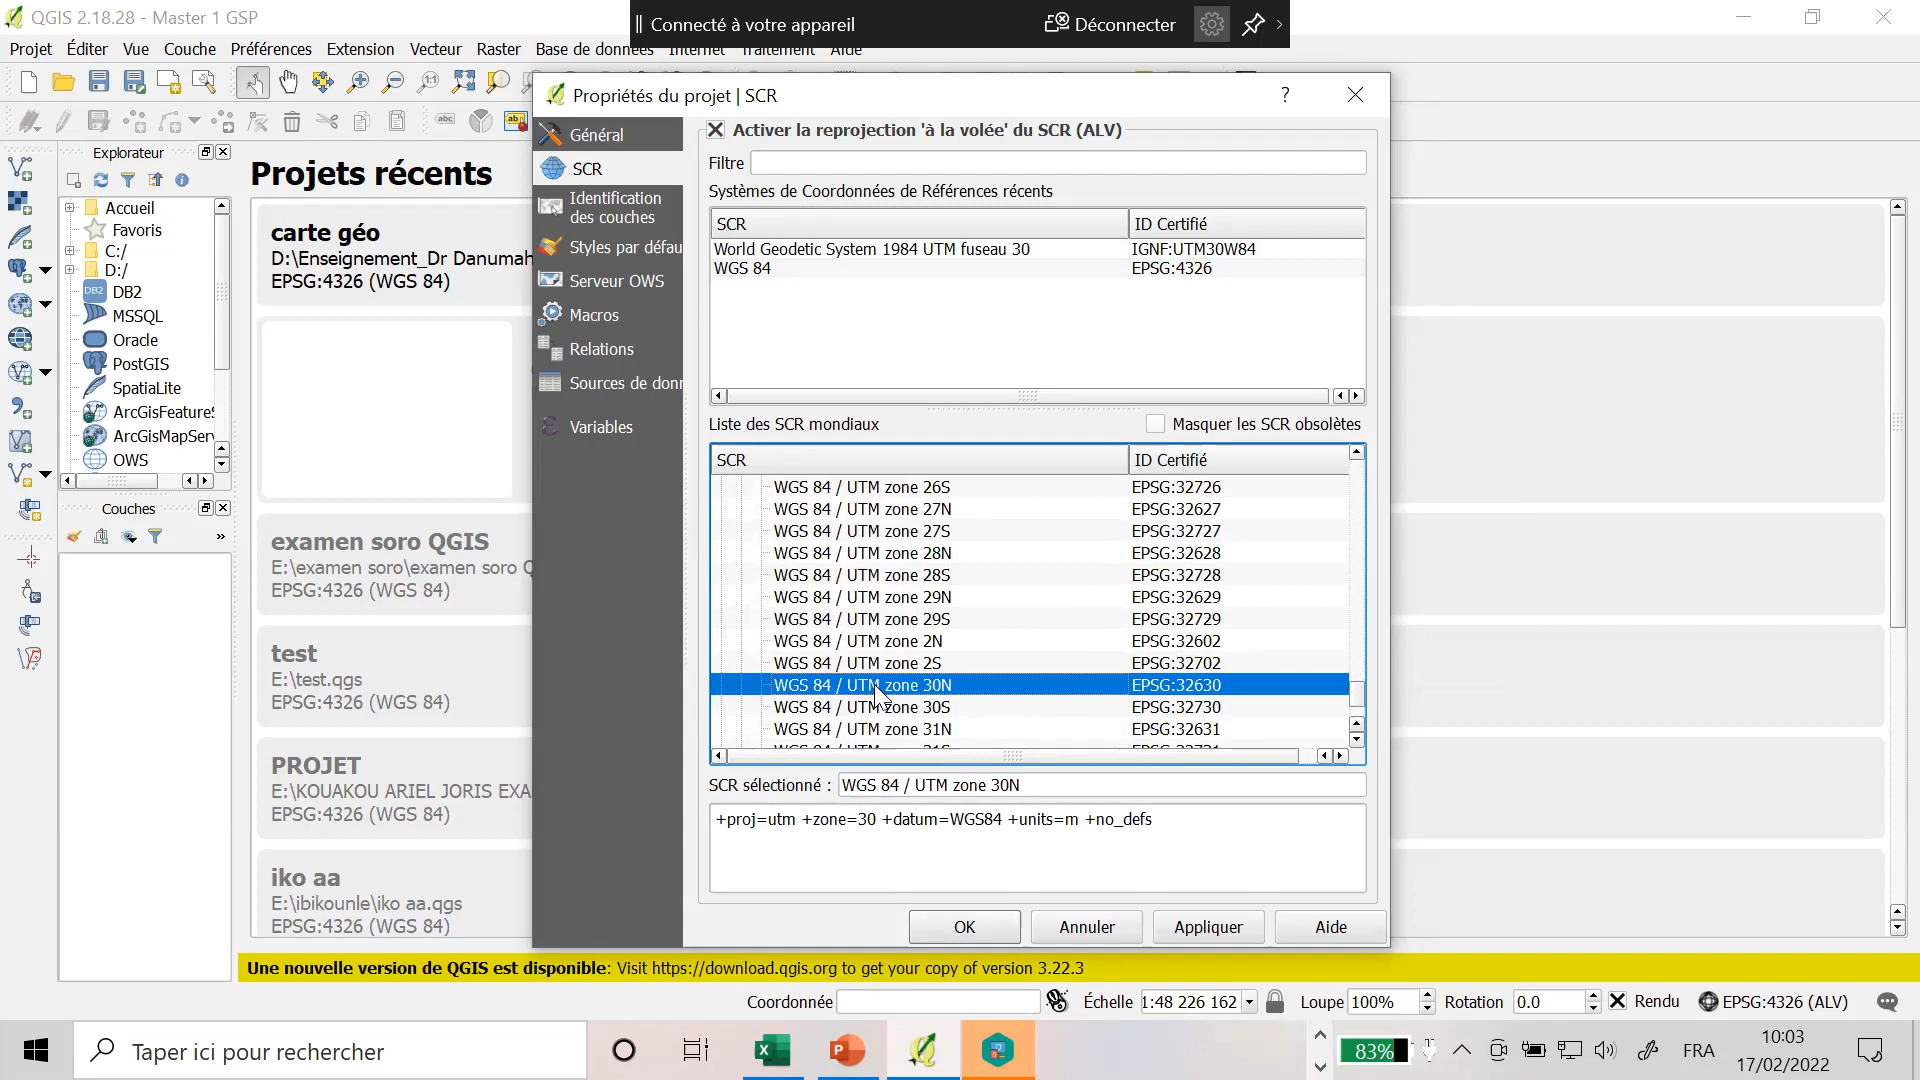 QGIS 2.18.28 - Master 1 GSP
Connecté à votre appareil
Déconnecter
Projet Éditer Vue Couche Préférences Extension Vecteur Raster Base de données Internet Traitement Aide
Propriétés du projet | SCR
Explorateur
Accueil
Favoris
C:/
D:/
DB2
MSSQL
Oracle
PostGIS
SpatiaLite
ArcGisFeatureS
ArcGisMapServ
OWS
Couches
Projets récents
carte géo
D:\Enseignement_Dr Danumah
EPSG:4326 (WGS 84)
examen soro QGIS
E:\examen soro\examen soro Q
EPSG:4326 (WGS 84)
test
E:\test.qgs
EPSG:4326 (WGS 84)
PROJET
E:\KOUAKOU ARIEL JORIS EXA
EPSG:4326 (WGS 84)
iko aa
E:\ibikounle\iko aa.qgs
EPSG:4326 (WGS 84)
Général
SCR
Identification
des couches
Styles par défau
Serveur OWS
Macros
Relations
Sources de donn
Variables
Activer la reprojection 'à la volée' du SCR (ALV)
Filtre
Systèmes de Coordonnées de Références récents
SCR ID Certifié
World Geodetic System 1984 UTM fuseau 30 IGNF:UTM30W84
WGS 84 EPSG:4326
Liste des SCR mondiaux Masquer les SCR obsolètes
SCR ID Certifié
WGS 84 / UTM zone 26S EPSG:32726
WGS 84 / UTM zone 27N EPSG:32627
WGS 84 / UTM zone 27S EPSG:32727
WGS 84 / UTM zone 28N EPSG:32628
WGS 84 / UTM zone 28S EPSG:32728
WGS 84 / UTM zone 29N EPSG:32629
WGS 84 / UTM zone 29S EPSG:32729
WGS 84 / UTM zone 2N EPSG:32602
WGS 84 / UTM zone 2S EPSG:32702
WGS 84 / UTM zone 30N EPSG:32630
WGS 84 / UTM zone 30S EPSG:32730
WGS 84 / UTM zone 31N EPSG:32631
WGS 84 / UTM zone 31S EPSG:32731
SCR sélectionné : WGS 84 / UTM zone 30N
+proj=utm +zone=30 +datum=WGS84 +units=m +no_defs
OK Annuler Appliquer Aide
Une nouvelle version de QGIS est disponible: Visit https://download.qgis.org to get your copy of version 3.22.3
Coordonnée Échelle 1:48 226 162 Loupe 100% Rotation 0.0 Rendu EPSG:4326 (ALV)
Taper ici pour rechercher
83%
FRA
10:03
17/02/2022